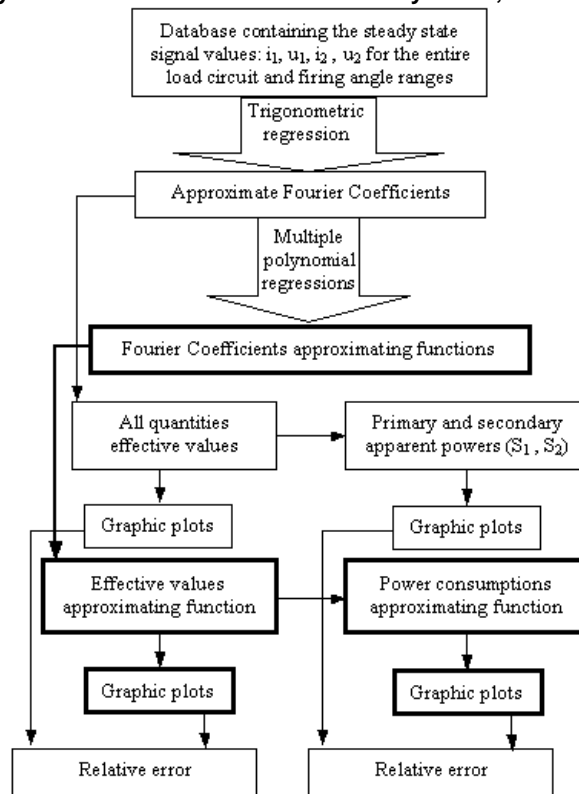 Database containing the steady state
signal values: i₁, u₁, i₂ , u₂ for the entire
load circuit and firing angle ranges
Trigonometric
regression
Approximate Fourier Coefficients
Multiple
polynomial
regressions
Fourier Coefficients approximating functions
All quantities
effective values
Primary and secondary
apparent powers (S₁ , S₂)
Graphic plots
Graphic plots
Effective values
approximating function
Power consumptions
approximating function
Graphic plots
Graphic plots
Relative error
Relative error